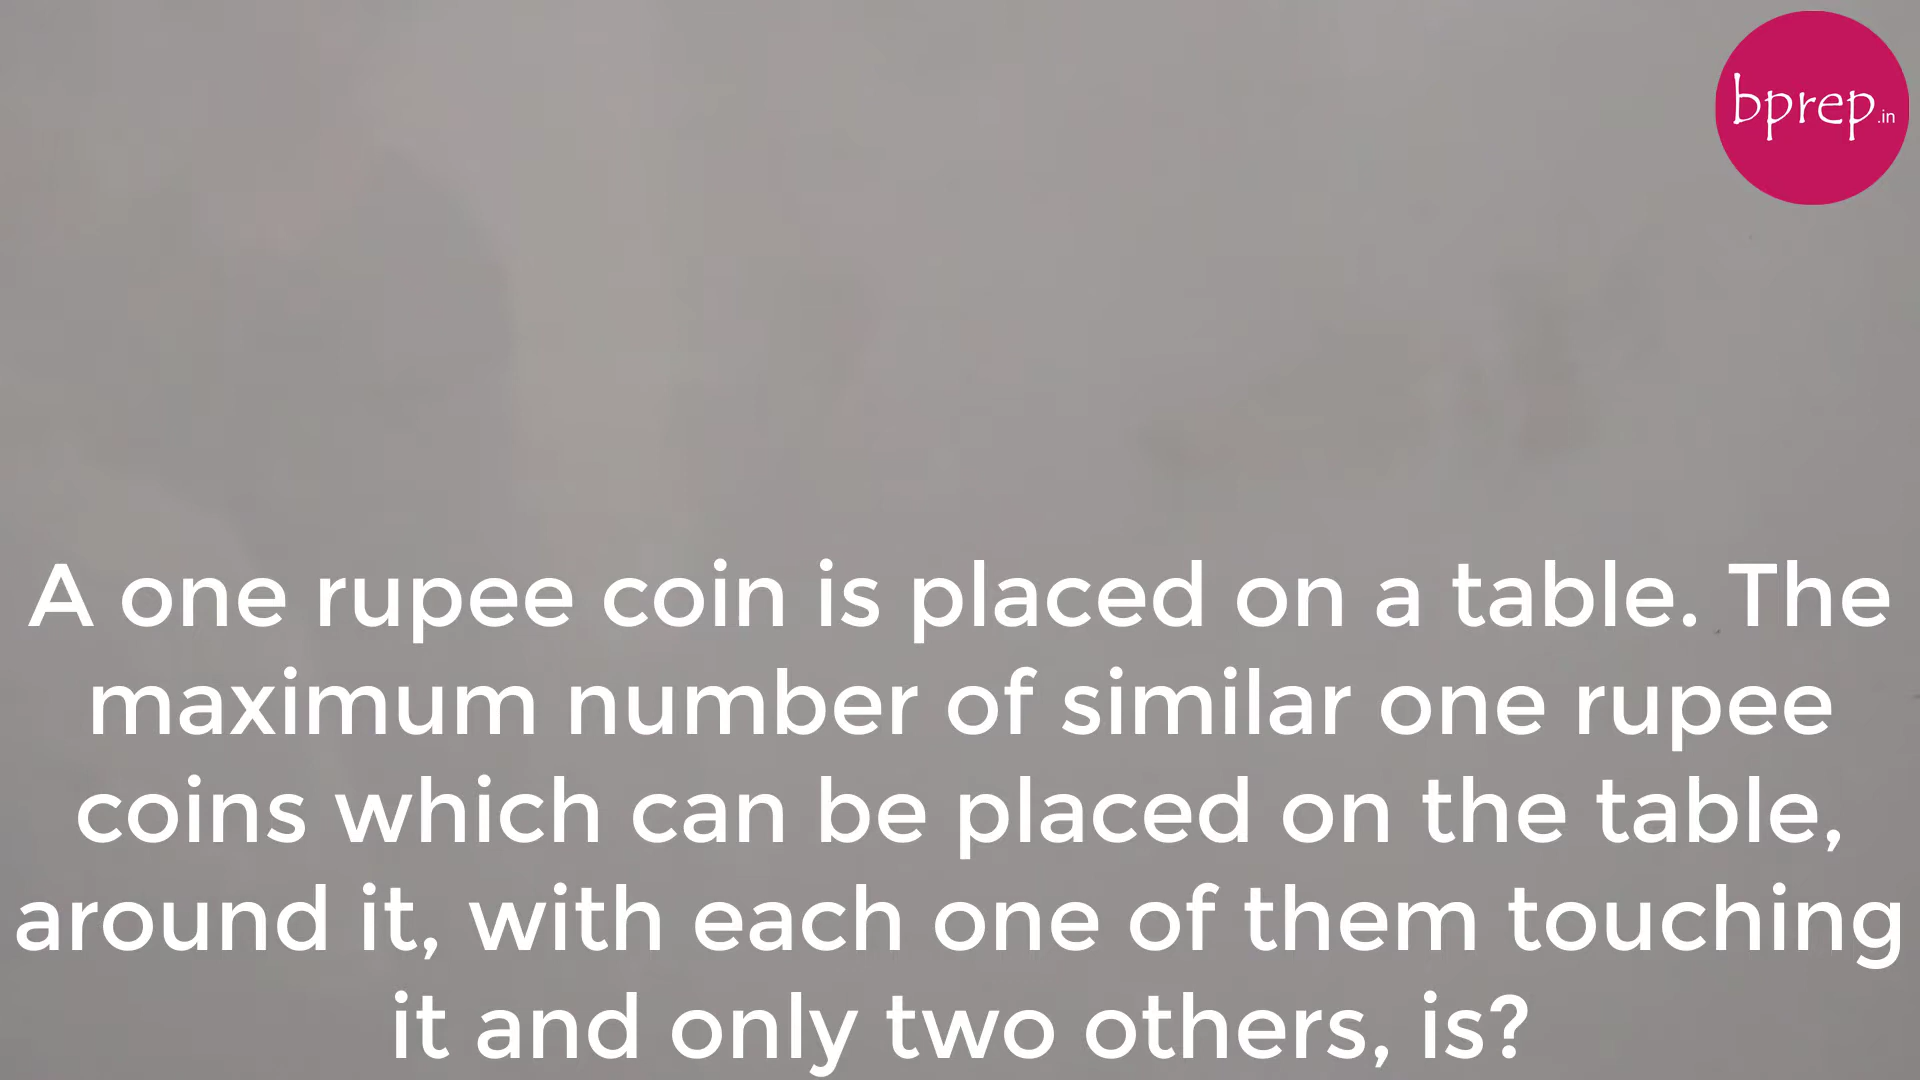 bprep.in
A one rupee coin is placed on a table. The
maximum number of similar one rupee
coins which can be placed on the table,
around it, with each one of them touching
it and only two others, is?